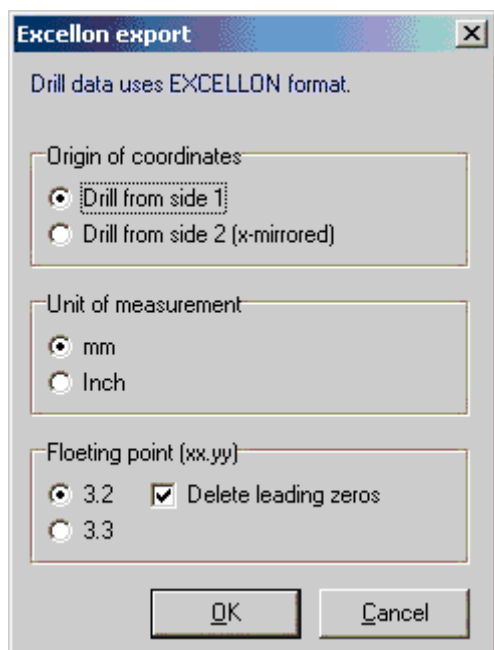 Excellon export
Drill data uses EXCELLON format.
Origin of coordinates
Drill from side 1
Drill from side 2 (x-mirrored)
Unit of measurement
mm
Inch
Floeting point (xx.yy)
3.2 Delete leading zeros
3.3
OK Cancel